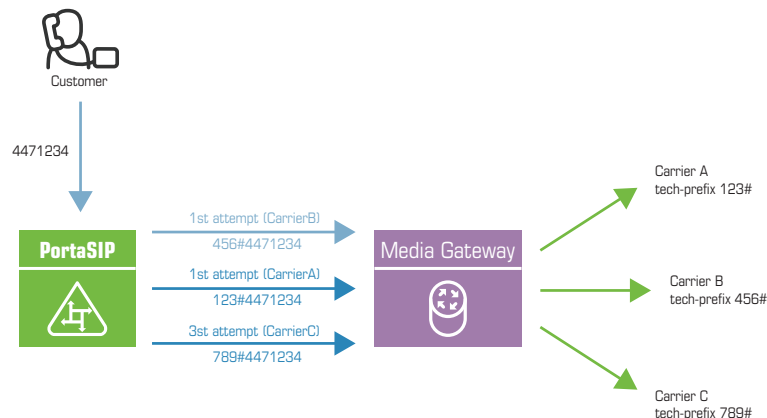 Customer
4471234
PortaSIP
1st attempt (CarrierB)
456#4471234
1st attempt (CarrierA)
123#4471234
3st attempt (CarrierC)
789#4471234
Media Gateway
Carrier A
tech-prefix 123#
Carrier B
tech-prefix 456#
Carrier C
tech-prefix 789#